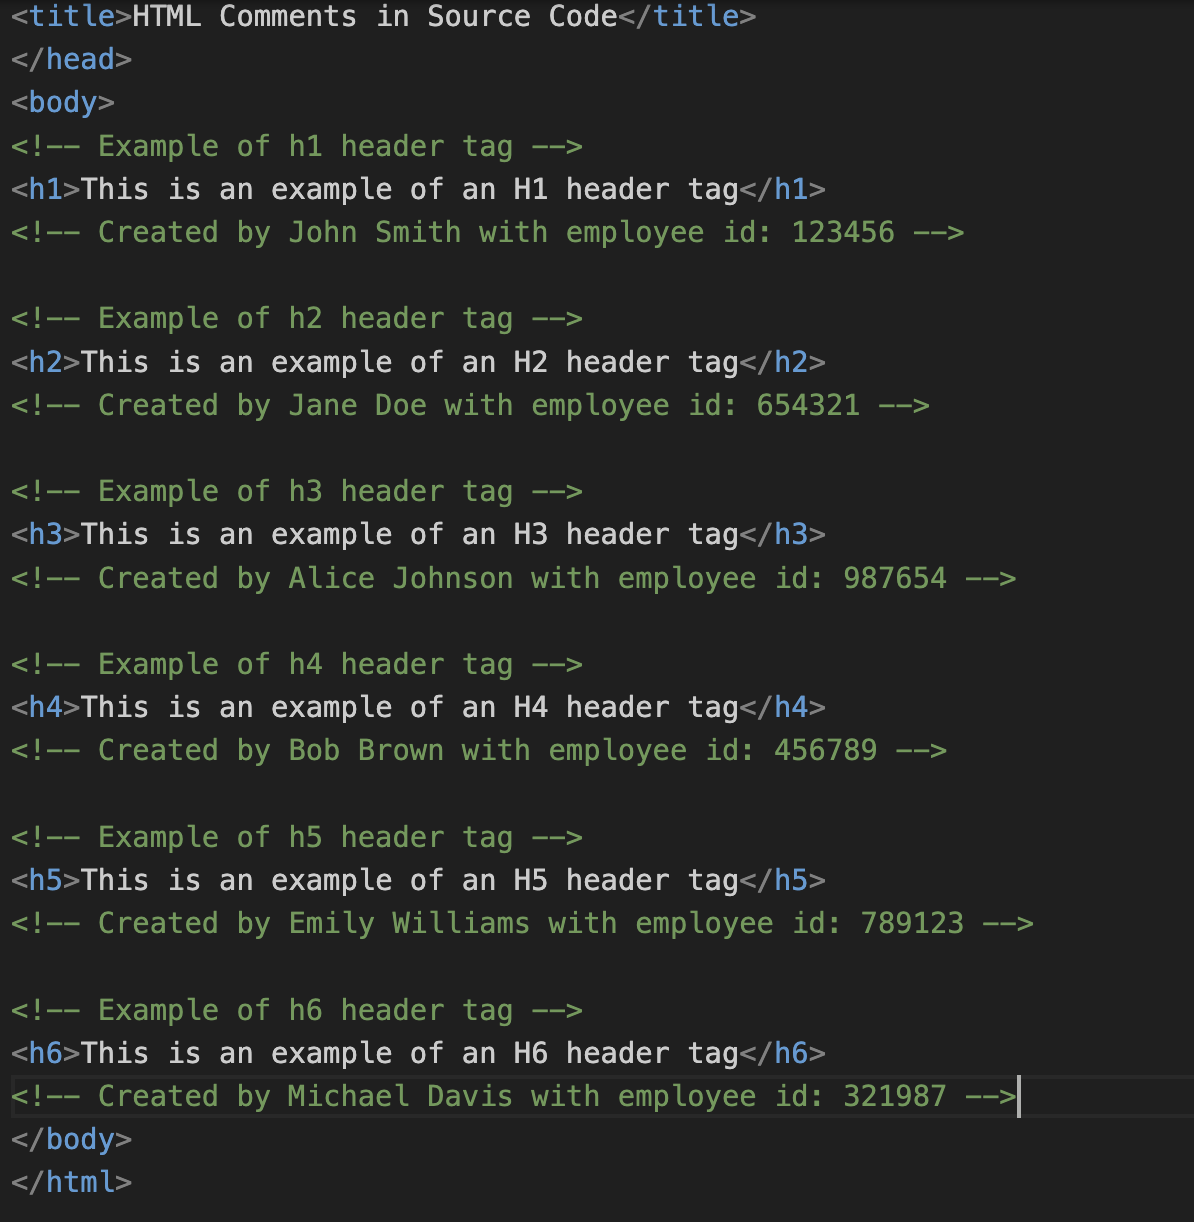 <title>HTML Comments in Source Code</title>
</head>
<body>
<!-- Example of h1 header tag -->
<h1>This is an example of an H1 header tag</h1>
<!-- Created by John Smith with employee id: 123456 -->
<!-- Example of h2 header tag -->
<h2>This is an example of an H2 header tag</h2>
<!-- Created by Jane Doe with employee id: 654321 -->
<!-- Example of h3 header tag -->
<h3>This is an example of an H3 header tag</h3>
<!-- Created by Alice Johnson with employee id: 987654 -->
<!-- Example of h4 header tag -->
<h4>This is an example of an H4 header tag</h4>
<!-- Created by Bob Brown with employee id: 456789 -->
<!-- Example of h5 header tag -->
<h5>This is an example of an H5 header tag</h5>
<!-- Created by Emily Williams with employee id: 789123 -->
<!-- Example of h6 header tag -->
<h6>This is an example of an H6 header tag</h6>
<!-- Created by Michael Davis with employee id: 321987 -->
</body>
</html>